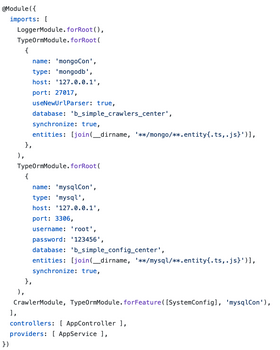 @Module({
imports: [
LoggerModule.forRoot(),
TypeOrmModule.forRoot(
{
name: 'mongoCon',
type: 'mongodb',
host: '127.0.0.1',
port: 27017,
useNewUrlParser: true,
database: 'b_simple_crawlers_center',
synchronize: true,
entities: [join(__dirname, '**/mongo/**.entity{.ts,.js}')],
},
),
TypeOrmModule.forRoot(
{
name: 'mysqlCon',
type: 'mysql',
host: '127.0.0.1',
port: 3306,
username: 'root',
password: '123456',
database: 'b_simple_config_center',
entities: [join(__dirname, '**/mysql/**.entity{.ts,.js}')],
synchronize: true,
},
),
CrawlerModule, TypeOrmModule.forFeature([SystemConfig], 'mysqlCon'),
],
controllers: [ AppController ],
providers: [ AppService ],
})